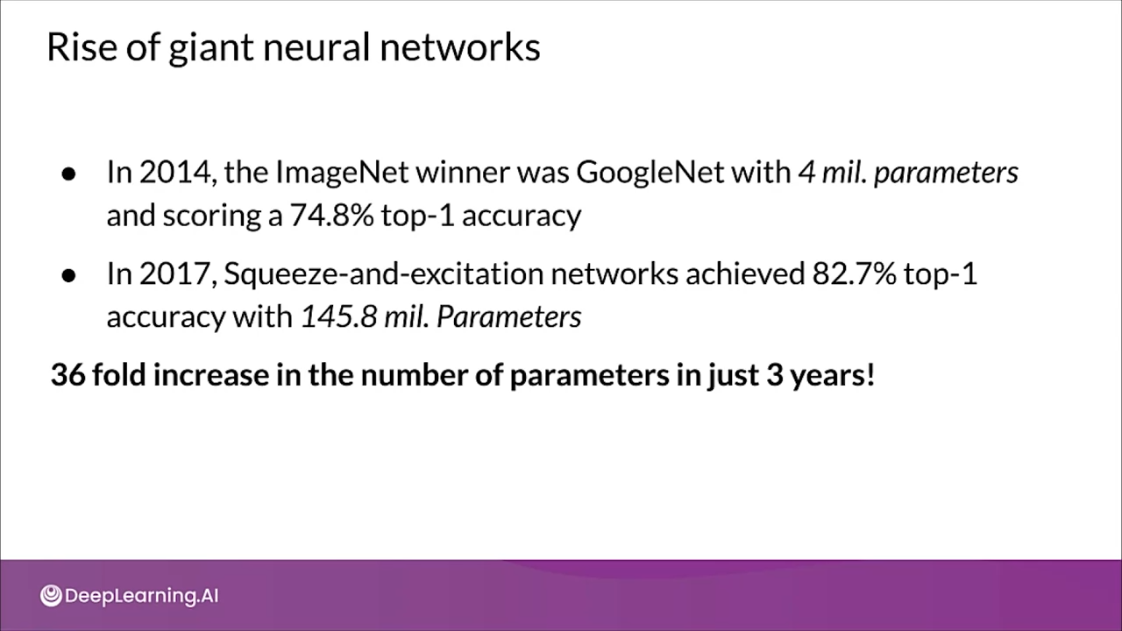 Rise of giant neural networks
● In 2014, the ImageNet winner was GoogleNet with 4 mil. parameters
and scoring a 74.8% top-1 accuracy
● In 2017, Squeeze-and-excitation networks achieved 82.7% top-1
accuracy with 145.8 mil. Parameters
36 fold increase in the number of parameters in just 3 years!
DeepLearning.AI